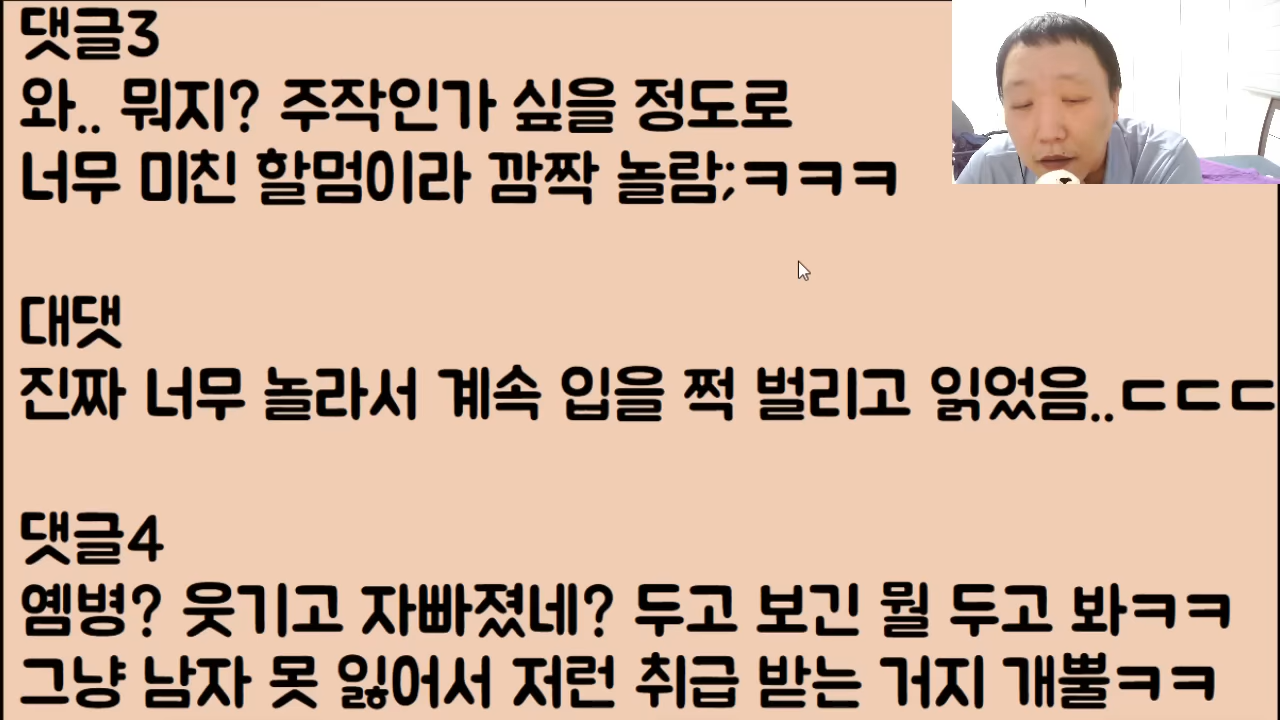 댓글3
와.. 뭐지? 주작인가 싶을 정도로
너무 미친 할멈이라 깜짝 놀람;ㅋㅋㅋ
대댓
진짜 너무 놀라서 계속 입을 쩍 벌리고 읽었음..ㄷㄷㄷ
댓글4
옘병? 웃기고 자빠졌네? 두고 보긴 뭘 두고 봐ㅋㅋ
그냥 남자 못 잃어서 저런 취급 받는 거지 개뿔ㅋㅋ